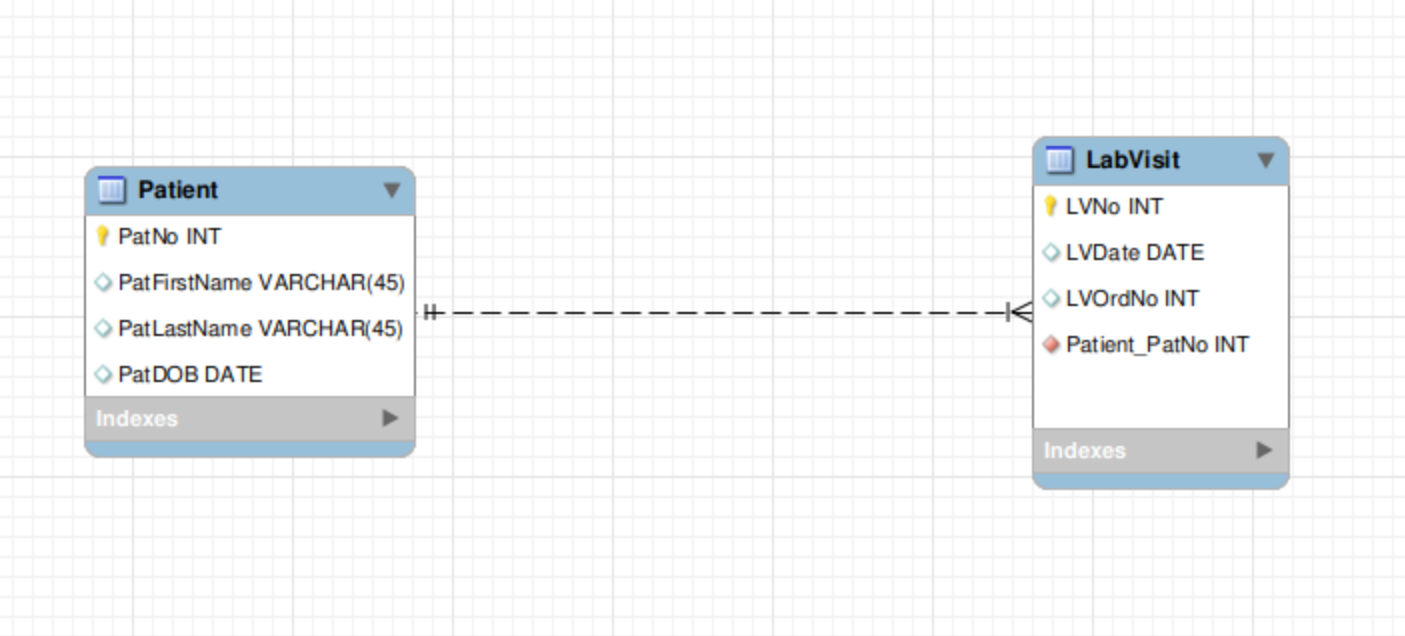 Patient
PatNo INT
PatFirstName VARCHAR(45)
PatLastName VARCHAR(45)
PatDOB DATE
Indexes
LabVisit
LVNo INT
LVDate DATE
LVOrdNo INT
Patient_PatNo INT
Indexes